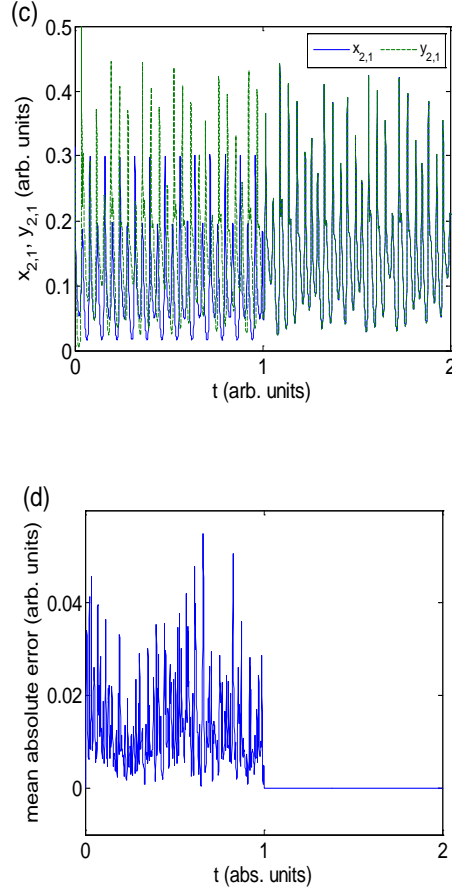 (c)
0.5
x2,1 y2,1
0.4
0.3
0.2
0.1
0
x2,1, y2,1 (arb. units)
0 1 2
t (arb. units)
(d)
0.04
0.02
0
mean absolute error (arb. units)
0 1 2
t (abs. units)